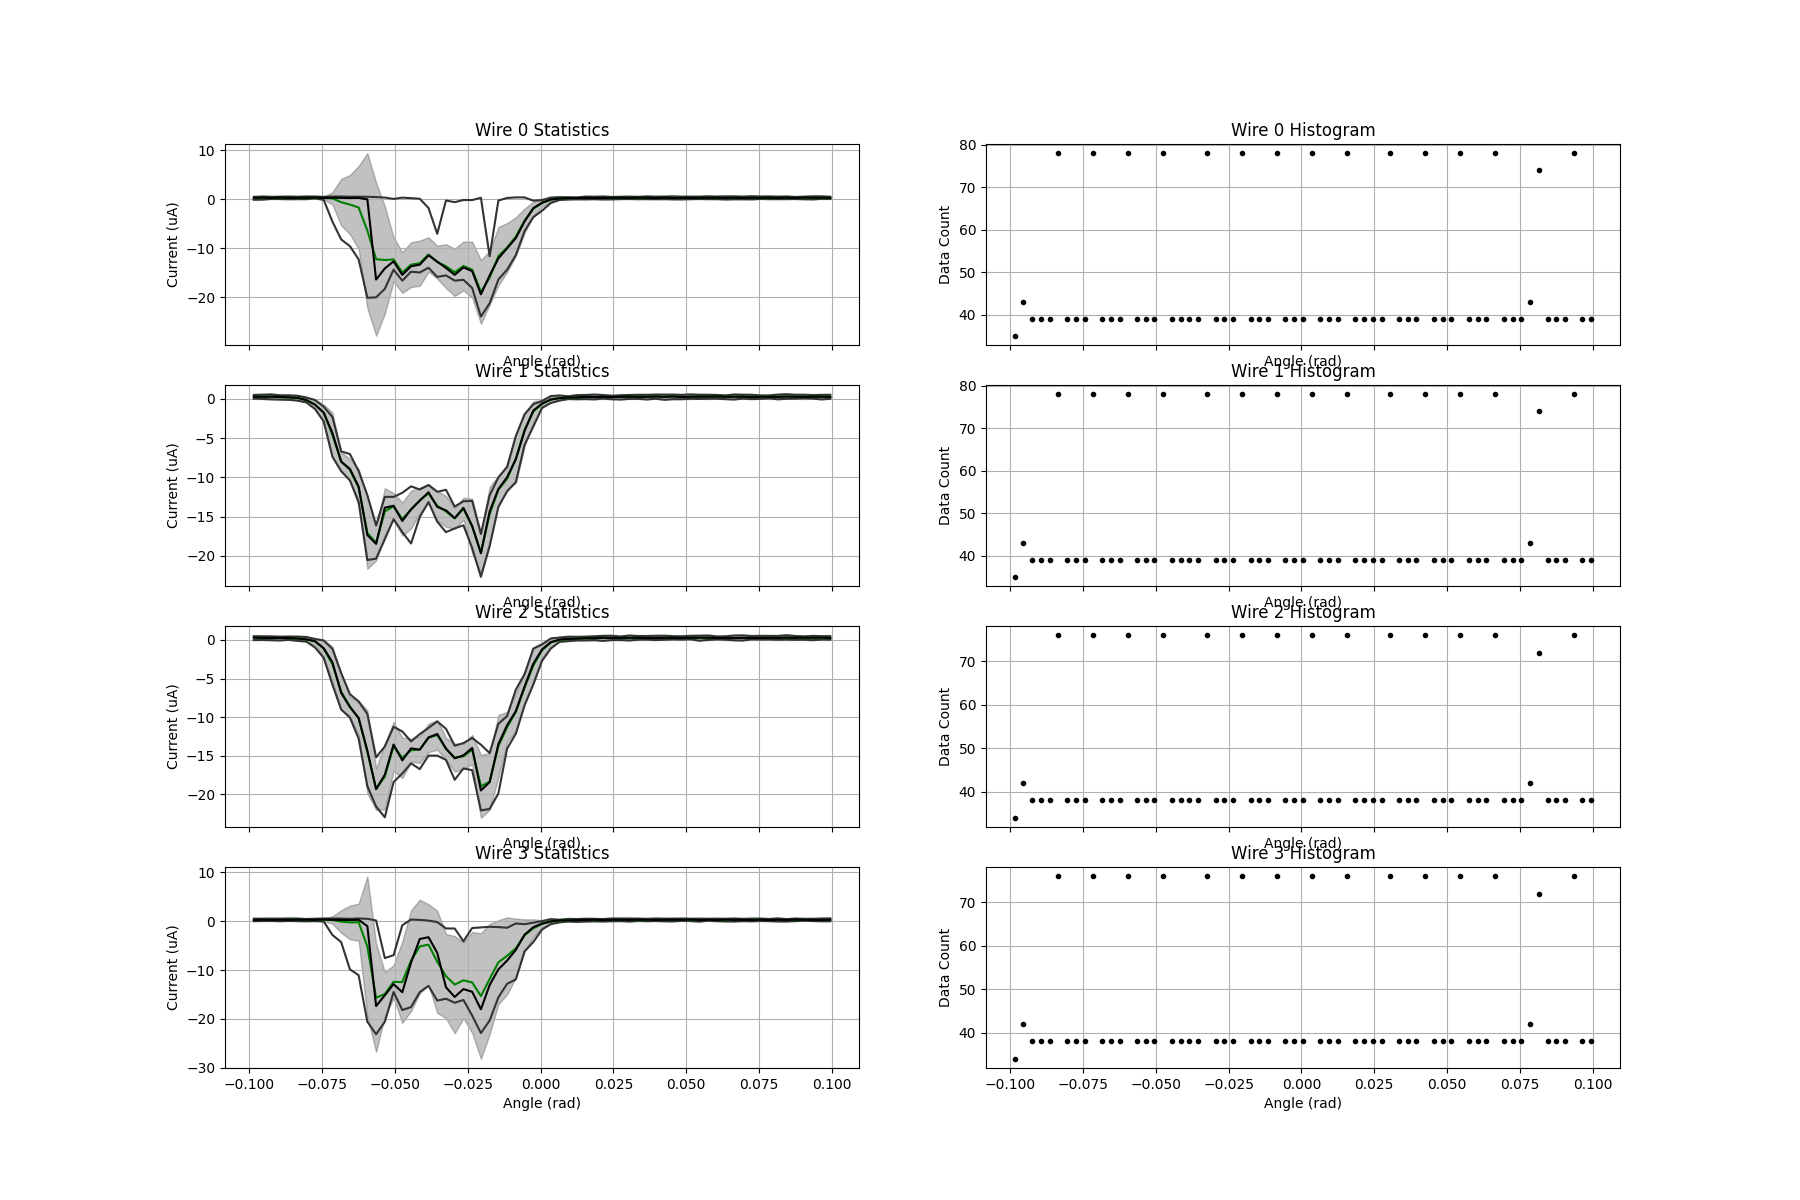 Wire 0 Statistics
10
0
−10
−20
Current (uA)
Angle (rad)
Wire 0 Histogram
80
70
60
50
40
Data Count
Angle (rad)
Wire 1 Statistics
0
−5
−10
−15
−20
Current (uA)
Angle (rad)
Wire 1 Histogram
80
70
60
50
40
Data Count
Angle (rad)
Wire 2 Statistics
0
−5
−10
−15
−20
Current (uA)
Angle (rad)
Wire 2 Histogram
70
60
50
40
Data Count
Angle (rad)
Wire 3 Statistics
10
0
−10
−20
−30
Current (uA)
−0.100 −0.075 −0.050 −0.025 0.000 0.025 0.050 0.075 0.100
Angle (rad)
Wire 3 Histogram
70
60
50
40
Data Count
−0.100 −0.075 −0.050 −0.025 0.000 0.025 0.050 0.075 0.100
Angle (rad)